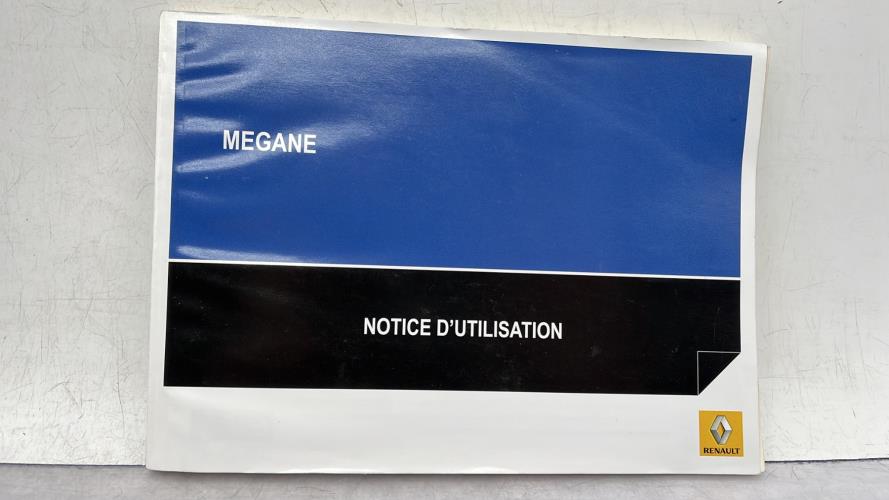 MEGANE
NOTICE D'UTILISATION
RENAULT